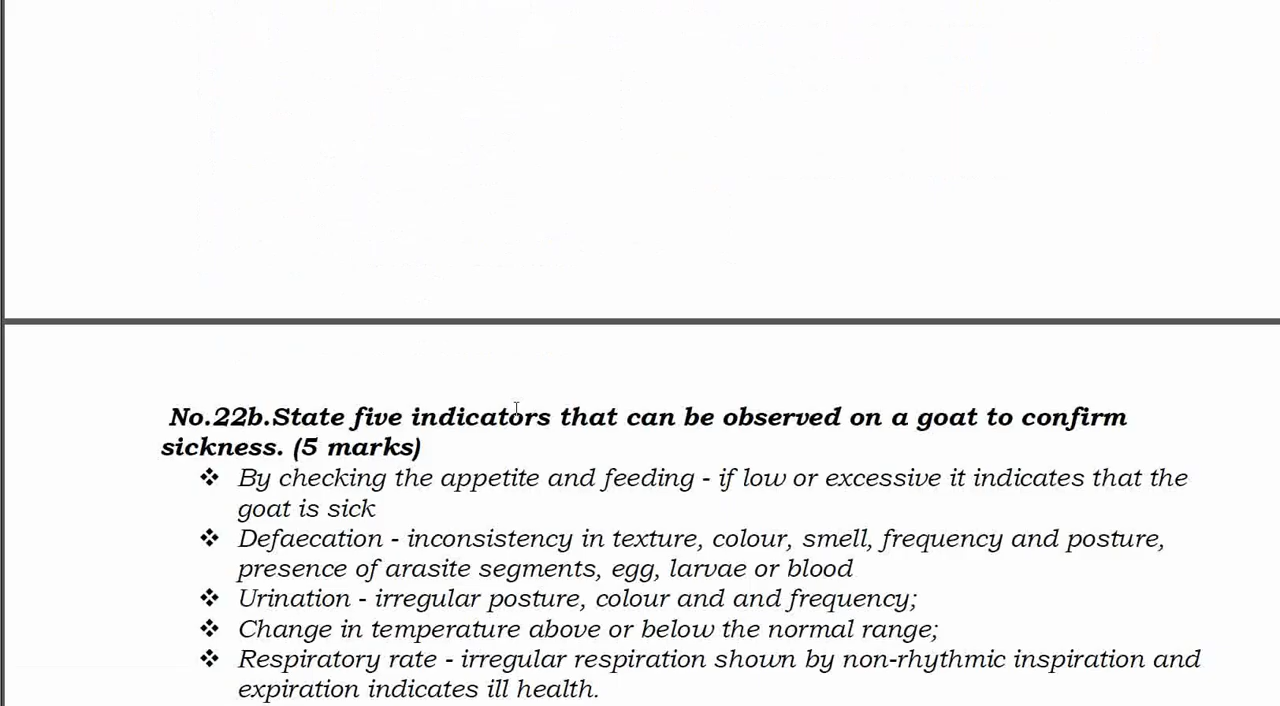 No.22b.State five indicators that can be observed on a goat to confirm
sickness. (5 marks)
❖ By checking the appetite and feeding - if low or excessive it indicates that the
goat is sick
❖ Defaecation - inconsistency in texture, colour, smell, frequency and posture,
presence of arasite segments, egg, larvae or blood
❖ Urination - irregular posture, colour and and frequency;
❖ Change in temperature above or below the normal range;
❖ Respiratory rate - irregular respiration shown by non-rhythmic inspiration and
expiration indicates ill health.